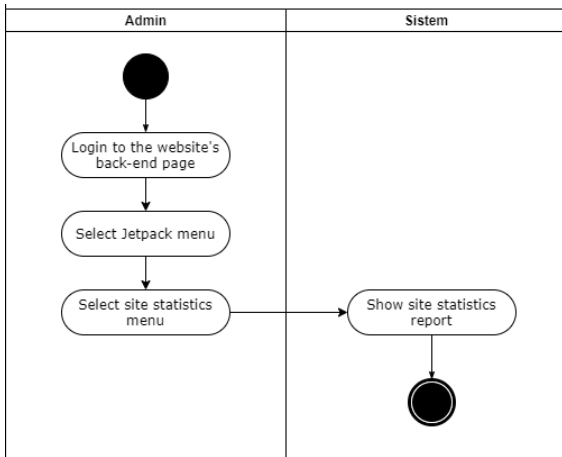 Admin
Sistem
Login to the website's
back-end page
Select Jetpack menu
Select site statistics
menu
Show site statistics
report